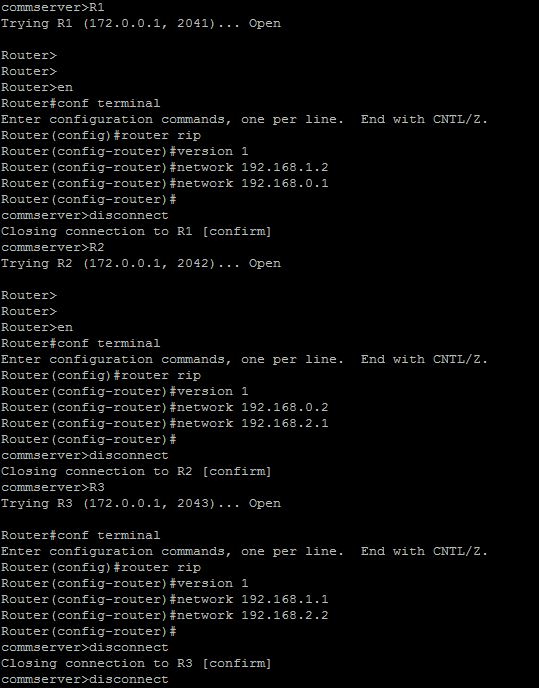 commserver>R1
Trying R1 (172.0.0.1, 2041)... Open
Router>
Router>
Router>en
Router#conf terminal
Enter configuration commands, one per line.  End with CNTL/Z.
Router(config)#router rip
Router(config-router)#version 1
Router(config-router)#network 192.168.1.2
Router(config-router)#network 192.168.0.1
Router(config-router)#
commserver>disconnect
Closing connection to R1 [confirm]
commserver>R2
Trying R2 (172.0.0.1, 2042)... Open
Router>
Router>
Router>en
Router#conf terminal
Enter configuration commands, one per line.  End with CNTL/Z.
Router(config)#router rip
Router(config-router)#version 1
Router(config-router)#network 192.168.0.2
Router(config-router)#network 192.168.2.1
Router(config-router)#
commserver>disconnect
Closing connection to R2 [confirm]
commserver>R3
Trying R3 (172.0.0.1, 2043)... Open
Router#conf terminal
Enter configuration commands, one per line.  End with CNTL/Z.
Router(config)#router rip
Router(config-router)#version 1
Router(config-router)#network 192.168.1.1
Router(config-router)#network 192.168.2.2
Router(config-router)#
commserver>disconnect
Closing connection to R3 [confirm]
commserver>disconnect